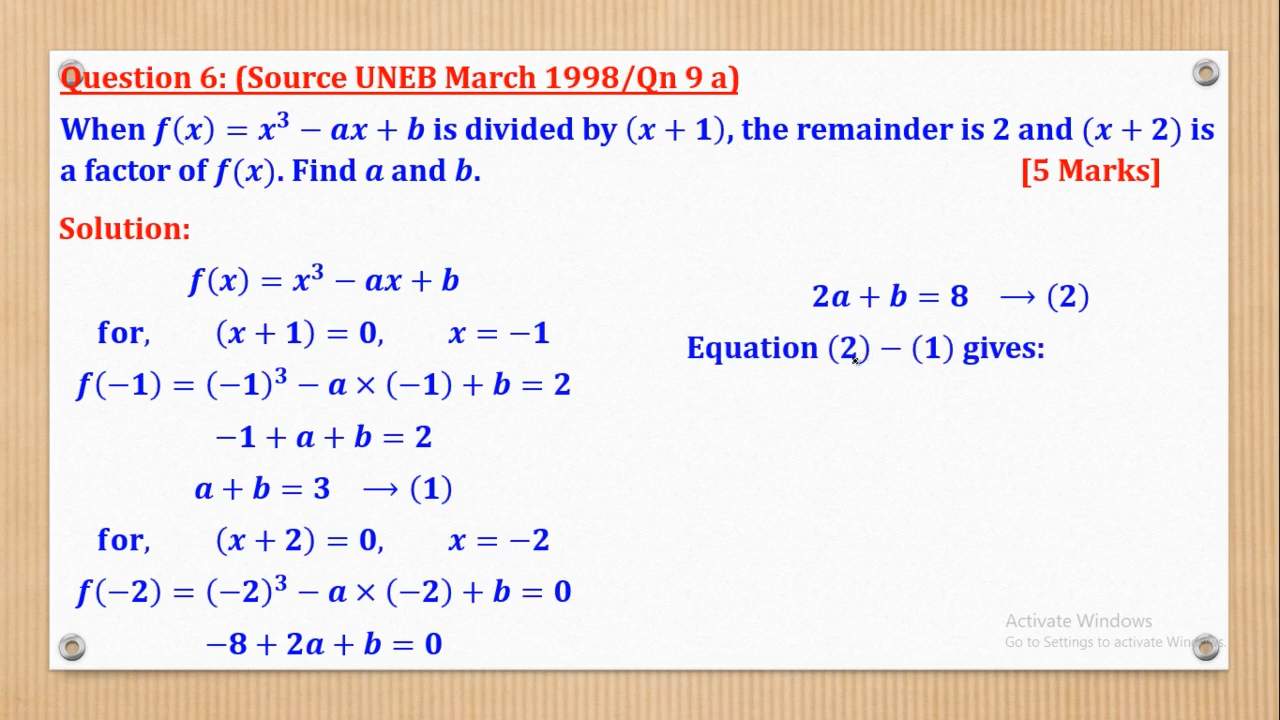 Question 6: (Source UNEB March 1998/Qn 9 a)
When f(x) = x³ − ax + b is divided by (x + 1), the remainder is 2 and (x + 2) is
a factor of f(x). Find a and b. [5 Marks]
Solution:
f(x) = x³ − ax + b
for, (x + 1) = 0, x = −1
f(−1) = (−1)³ − a × (−1) + b = 2
−1 + a + b = 2
a + b = 3 → (1)
for, (x + 2) = 0, x = −2
f(−2) = (−2)³ − a × (−2) + b = 0
−8 + 2a + b = 0
2a + b = 8 → (2)
Equation (2) − (1) gives:
Activate Windows
Go to Settings to activate Windows.